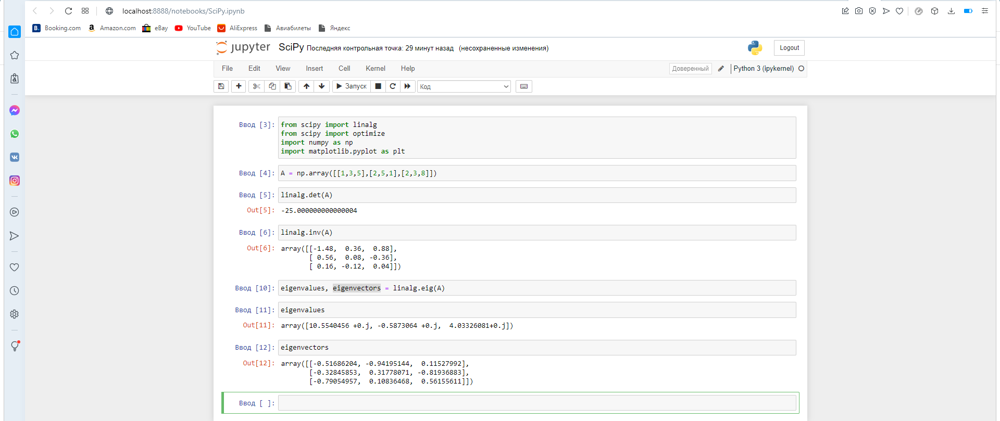 localhost:8888/notebooks/SciPy.ipynb
B. Booking.com a Amazon.com eBay YouTube AliExpress Авиабилеты Яндекс
jupyter SciPy Последняя контрольная точка: 29 минут назад (несохраненные изменения) Logout
File Edit View Insert Cell Kernel Help Доверенный Python 3 (ipykernel)
Запуск Код
Ввод [3]: from scipy import linalg
from scipy import optimize
import numpy as np
import matplotlib.pyplot as plt
Ввод [4]: A = np.array([[1,3,5],[2,5,1],[2,3,8]])
Ввод [5]: linalg.det(A)
Out[5]: -25.000000000000004
Ввод [6]: linalg.inv(A)
Out[6]: array([[-1.48,  0.36,  0.88],
[ 0.56,  0.08, -0.36],
[ 0.16, -0.12,  0.04]])
Ввод [10]: eigenvalues, eigenvectors = linalg.eig(A)
Ввод [11]: eigenvalues
Out[11]: array([10.5540456 +0.j, -0.5873064 +0.j,  4.03326081+0.j])
Ввод [12]: eigenvectors
Out[12]: array([[-0.51686204, -0.94195144,  0.11527992],
[-0.32845853,  0.31778071, -0.81936883],
[-0.79054957,  0.10836468,  0.56155611]])
Ввод [ ]: